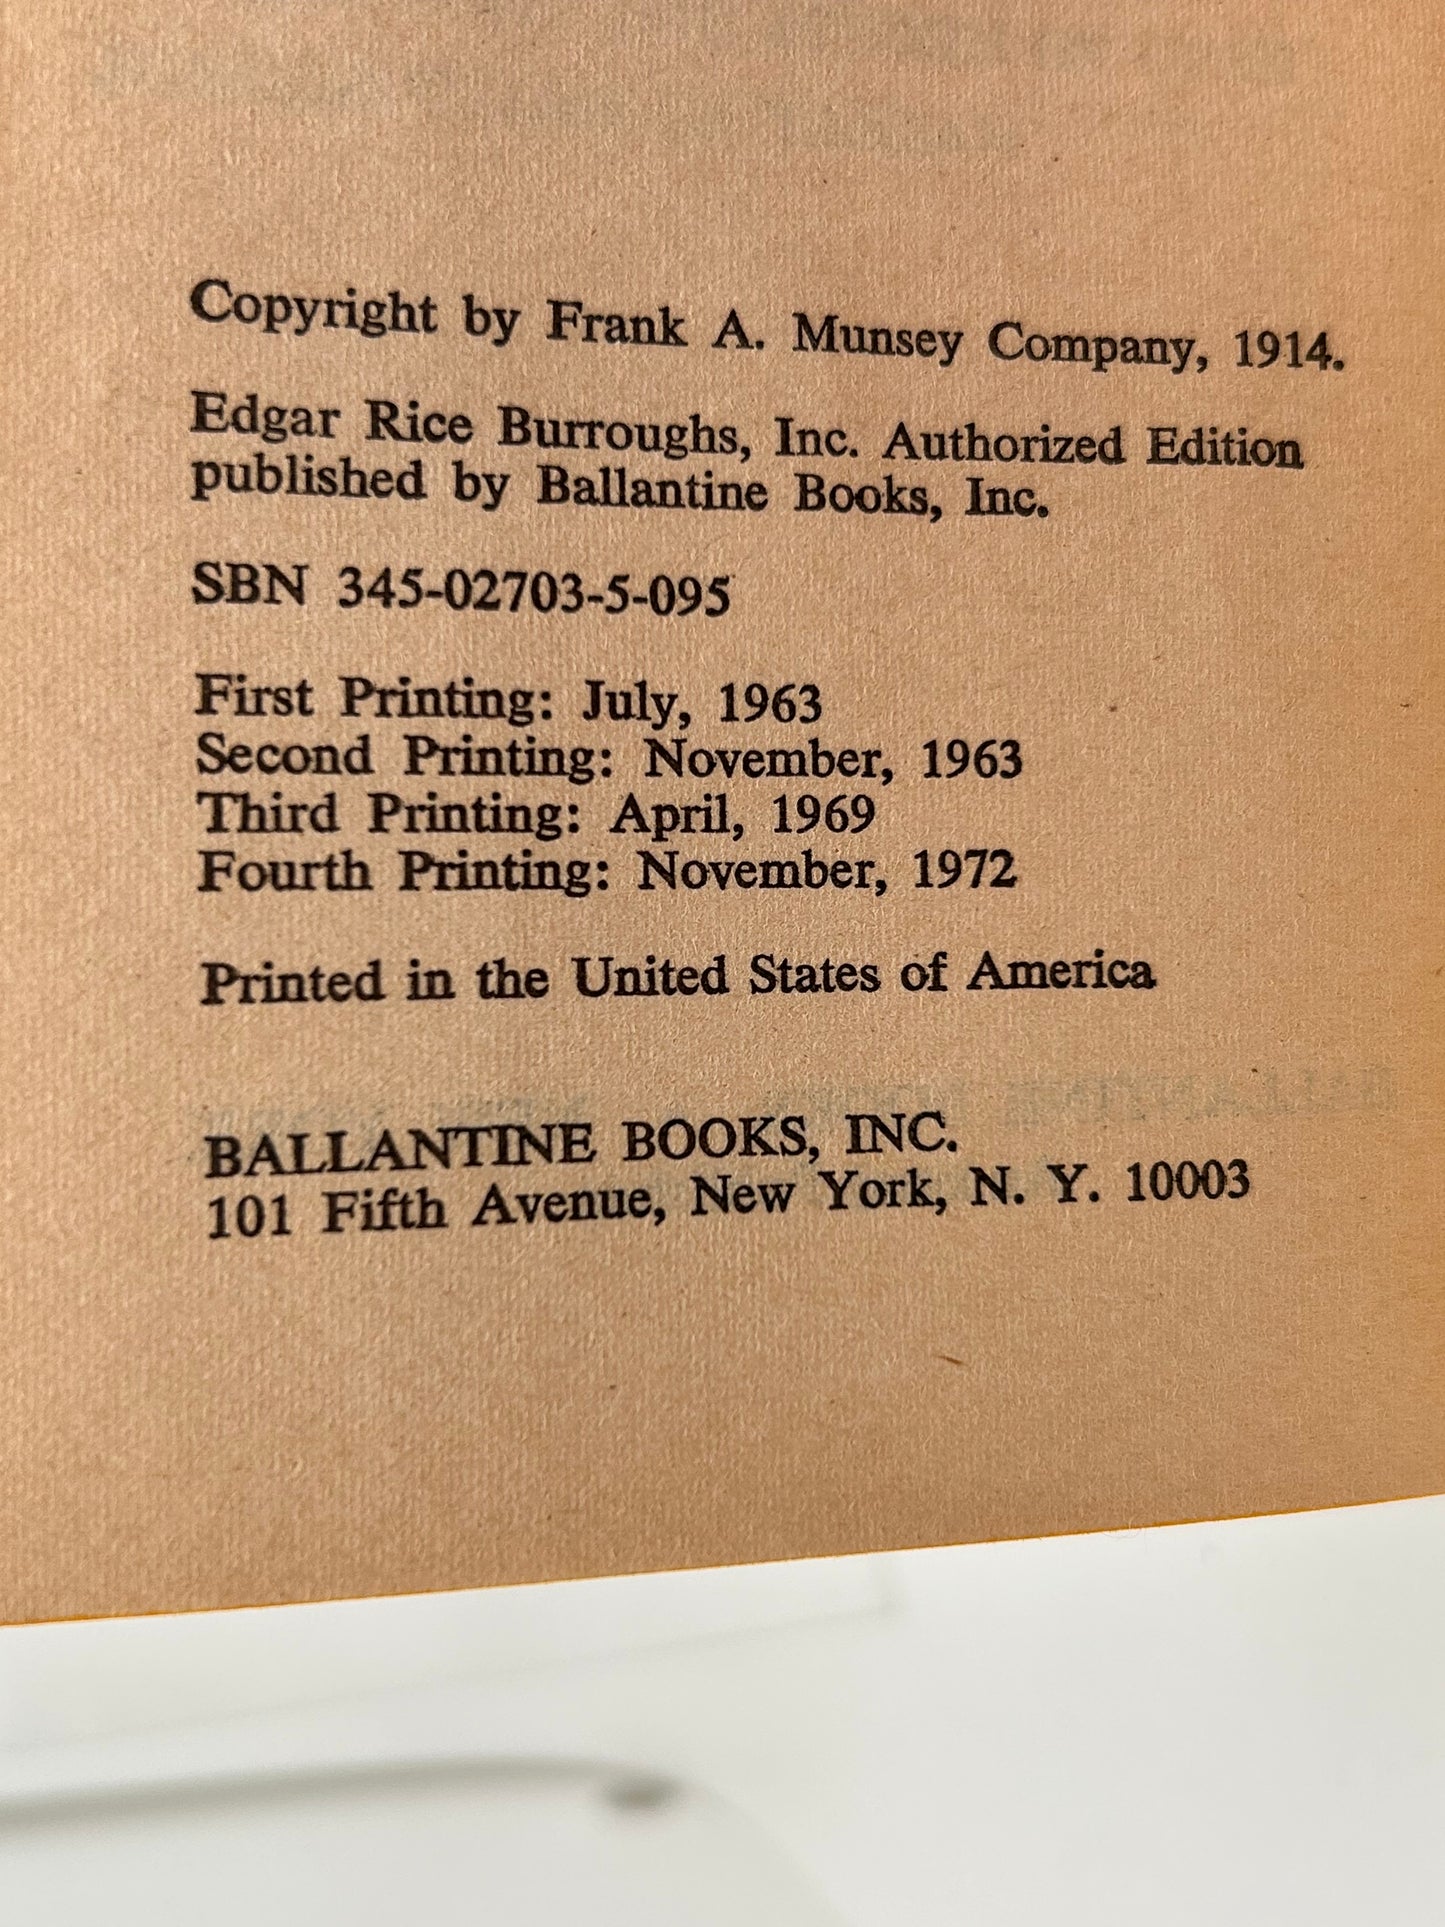 Copyright by Frank A. Munsey Company, 1914.
Edgar Rice Burroughs, Inc. Authorized Edition
published by Ballantine Books, Inc.
SBN 345-02703-5-095
First Printing: July, 1963
Second Printing: November, 1963
Third Printing: April, 1969
Fourth Printing: November, 1972
Printed in the United States of America
BALLANTINE BOOKS, INC.
101 Fifth Avenue, New York, N. Y. 10003